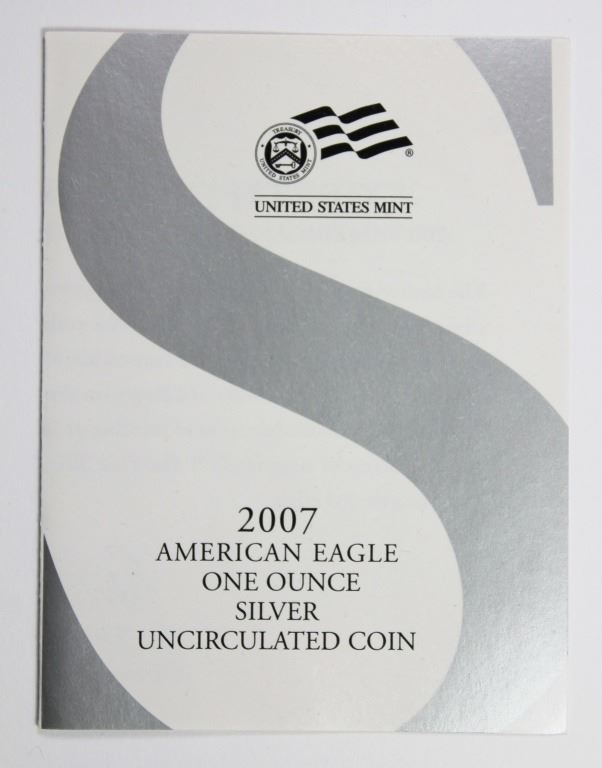 TREASURY
UNITED STATES MINT
®
UNITED STATES MINT
2007
AMERICAN EAGLE
ONE OUNCE
SILVER
UNCIRCULATED COIN